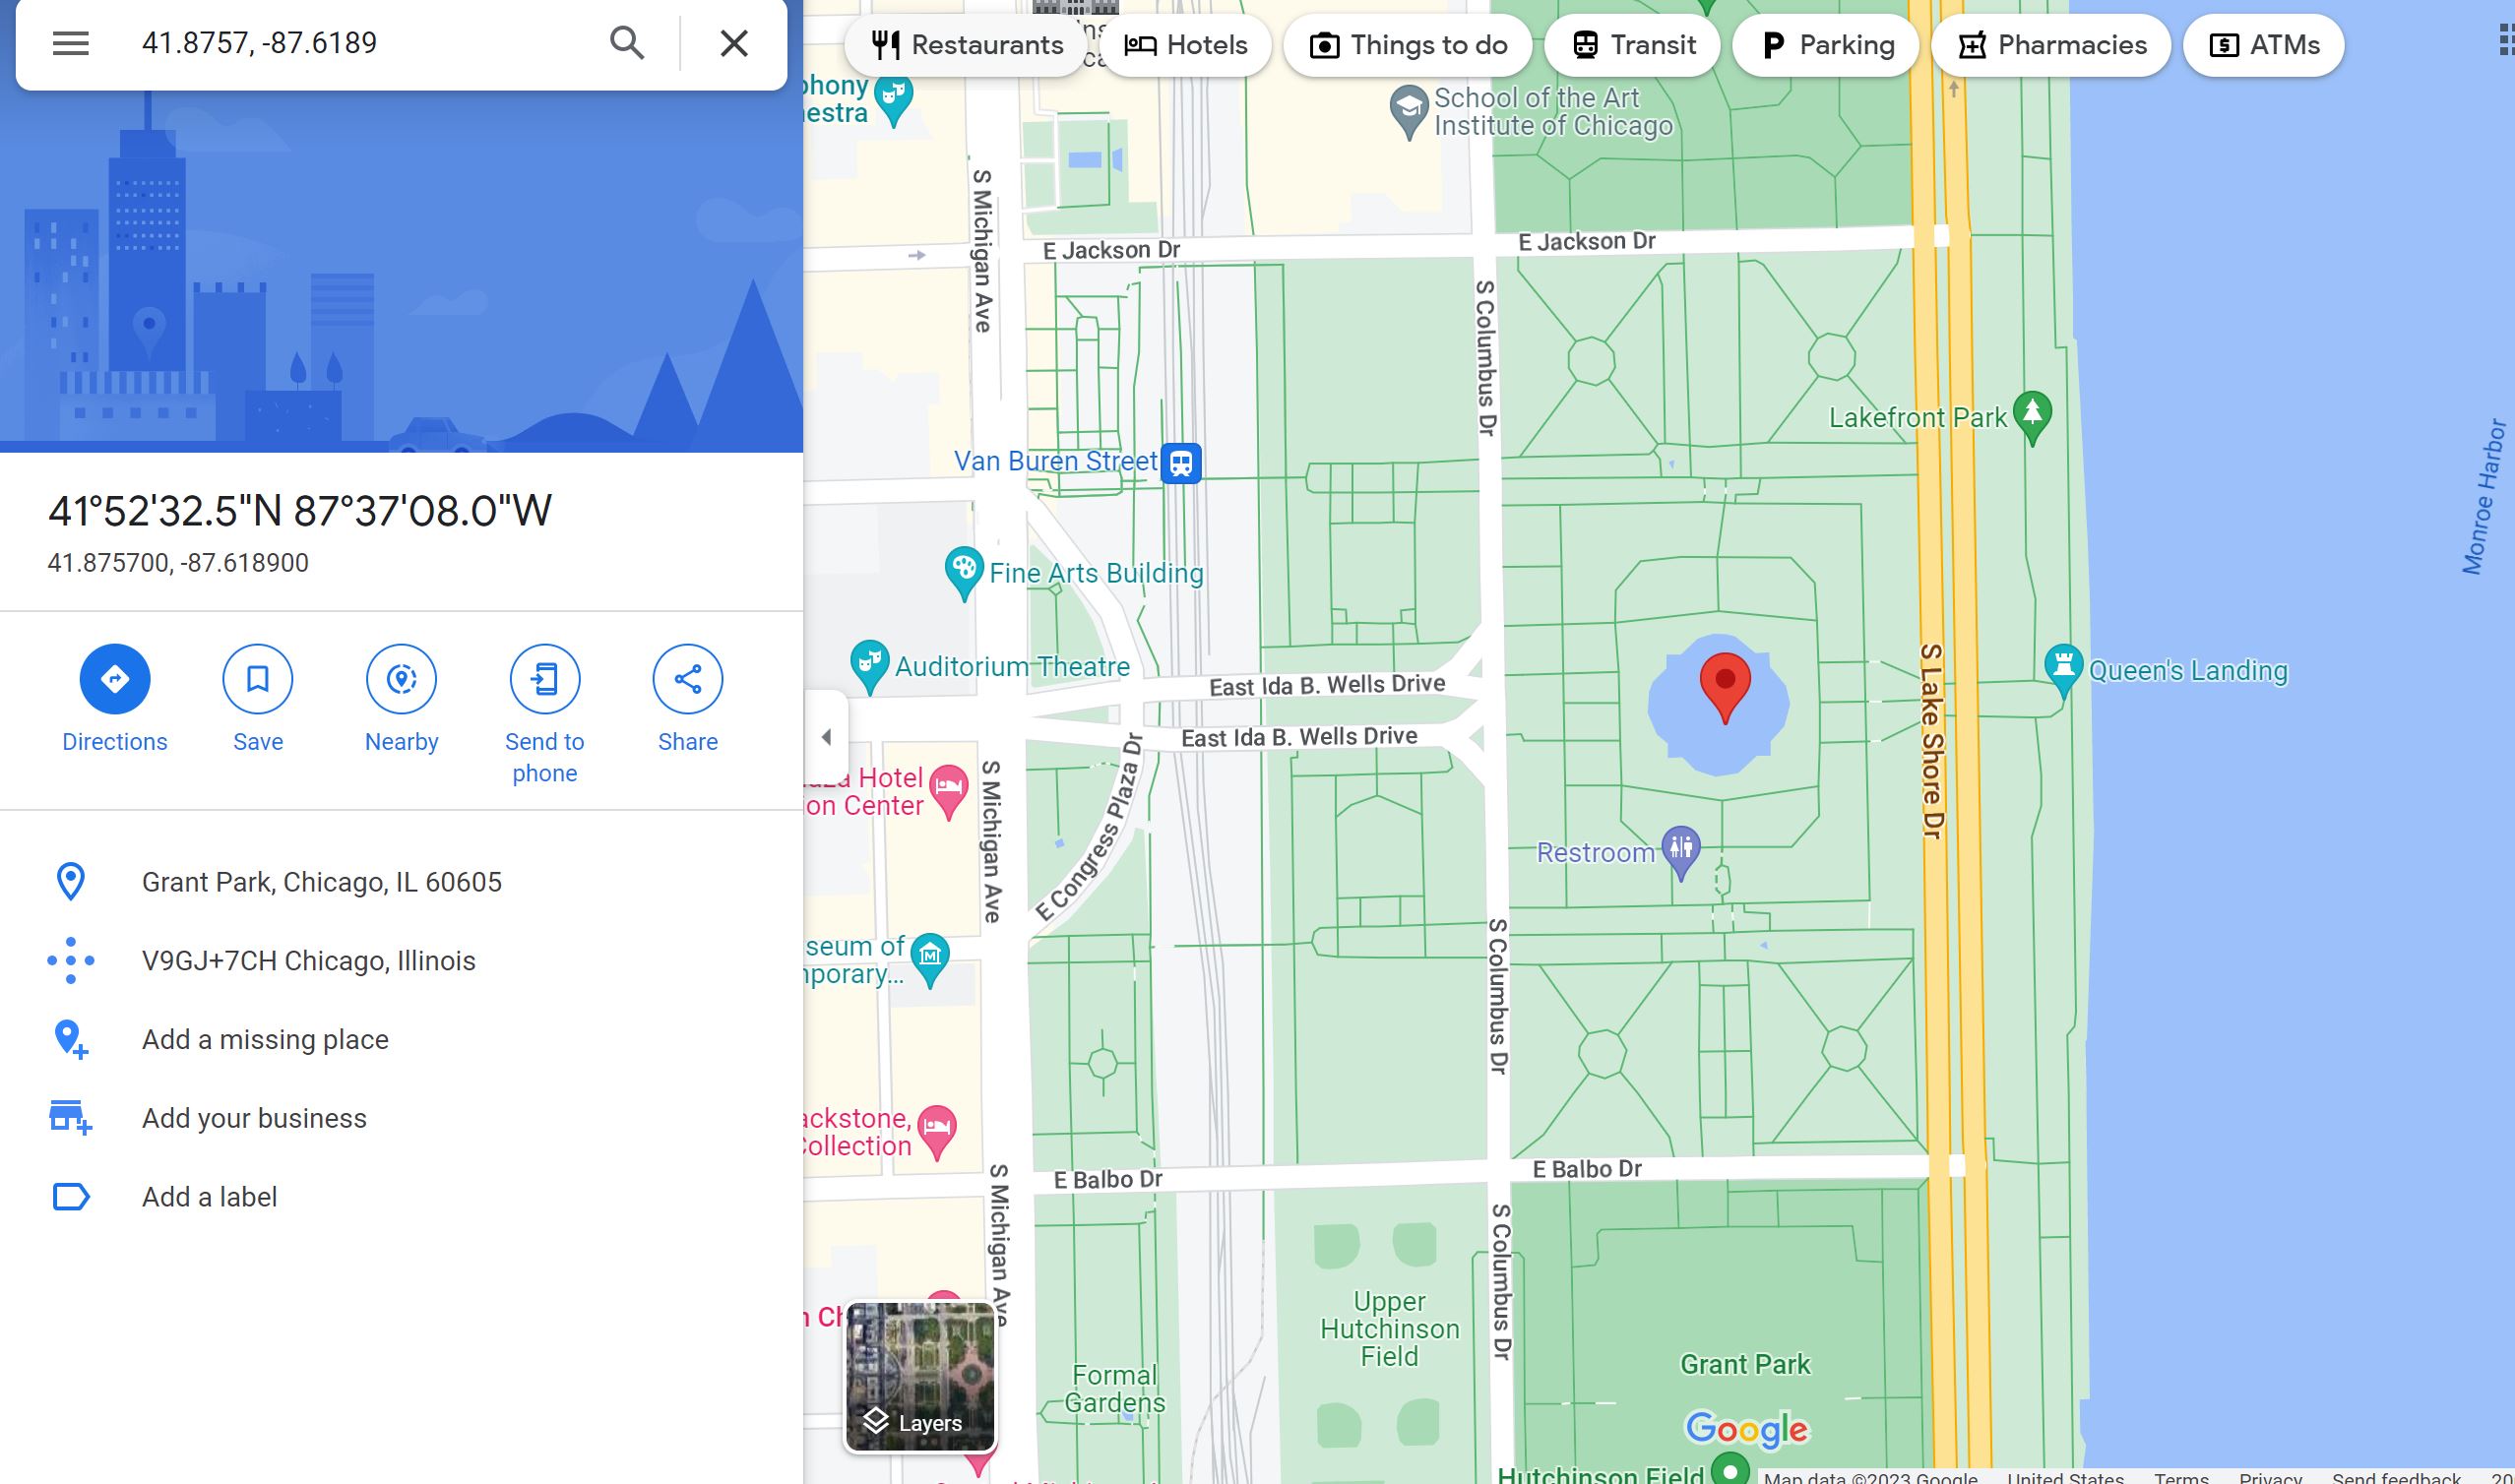 41.8757, -87.6189
41°52'32.5"N 87°37'08.0"W
41.875700, -87.618900
Directions
Save
Nearby
Send to
phone
Share
Grant Park, Chicago, IL 60605
V9GJ+7CH Chicago, Illinois
Add a missing place
Add your business
Add a label
Restaurants
Hotels
Things to do
Transit
Parking
Pharmacies
ATMs
phony
estra
School of the Art
Institute of Chicago
S Michigan Ave
E Jackson Dr
E Jackson Dr
S Columbus Dr
Lakefront Park
Monroe Harbor
Van Buren Street
Fine Arts Building
Auditorium Theatre
East Ida B. Wells Drive
East Ida B. Wells Drive
S Lake Shore Dr
Queen's Landing
Hotel
on Center
S Michigan Ave
E Congress Plaza Dr
Restroom
seum of
nporary...
S Columbus Dr
ackstone,
Collection
E Balbo Dr
E Balbo Dr
S Michigan Ave
S Columbus Dr
Upper
Hutchinson
Field
Formal
Gardens
Grant Park
Layers
Google
Hutchinson Field
Map data ©2023 Google
United States
Terms
Privacy
Send feedback
20